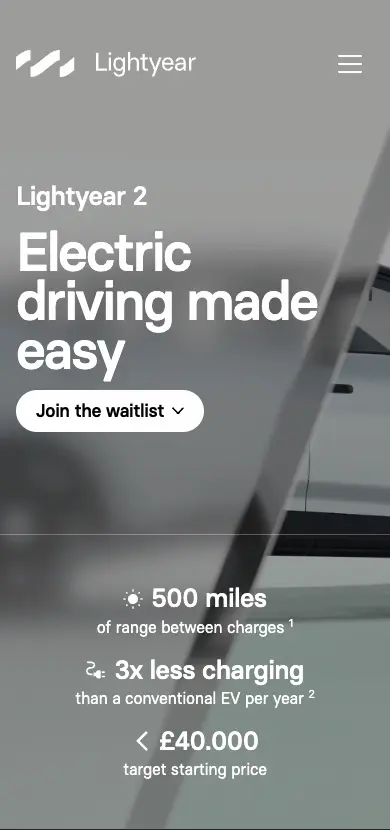 Lightyear
Lightyear 2
Electric
driving made
easy
Join the waitlist
500 miles
of range between charges ¹
3x less charging
than a conventional EV per year ²
< £40.000
target starting price